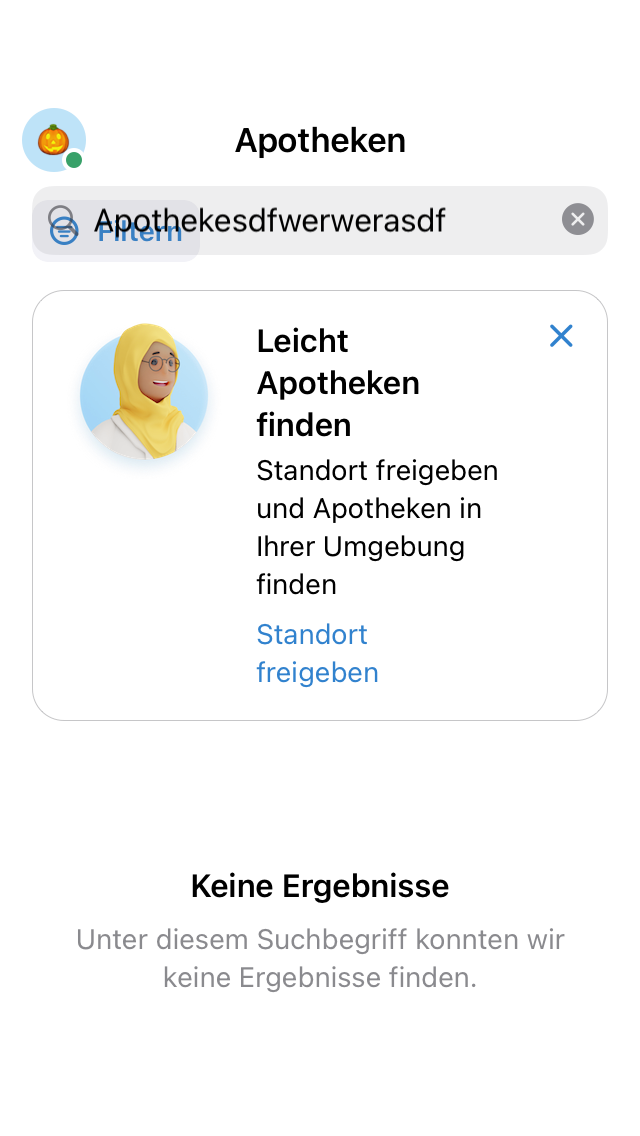 Apotheken
Apothekesdfwerwerasdf
Filtern
Leicht
Apotheken
finden
Standort freigeben
und Apotheken in
Ihrer Umgebung
finden
Standort
freigeben
Keine Ergebnisse
Unter diesem Suchbegriff konnten wir
keine Ergebnisse finden.